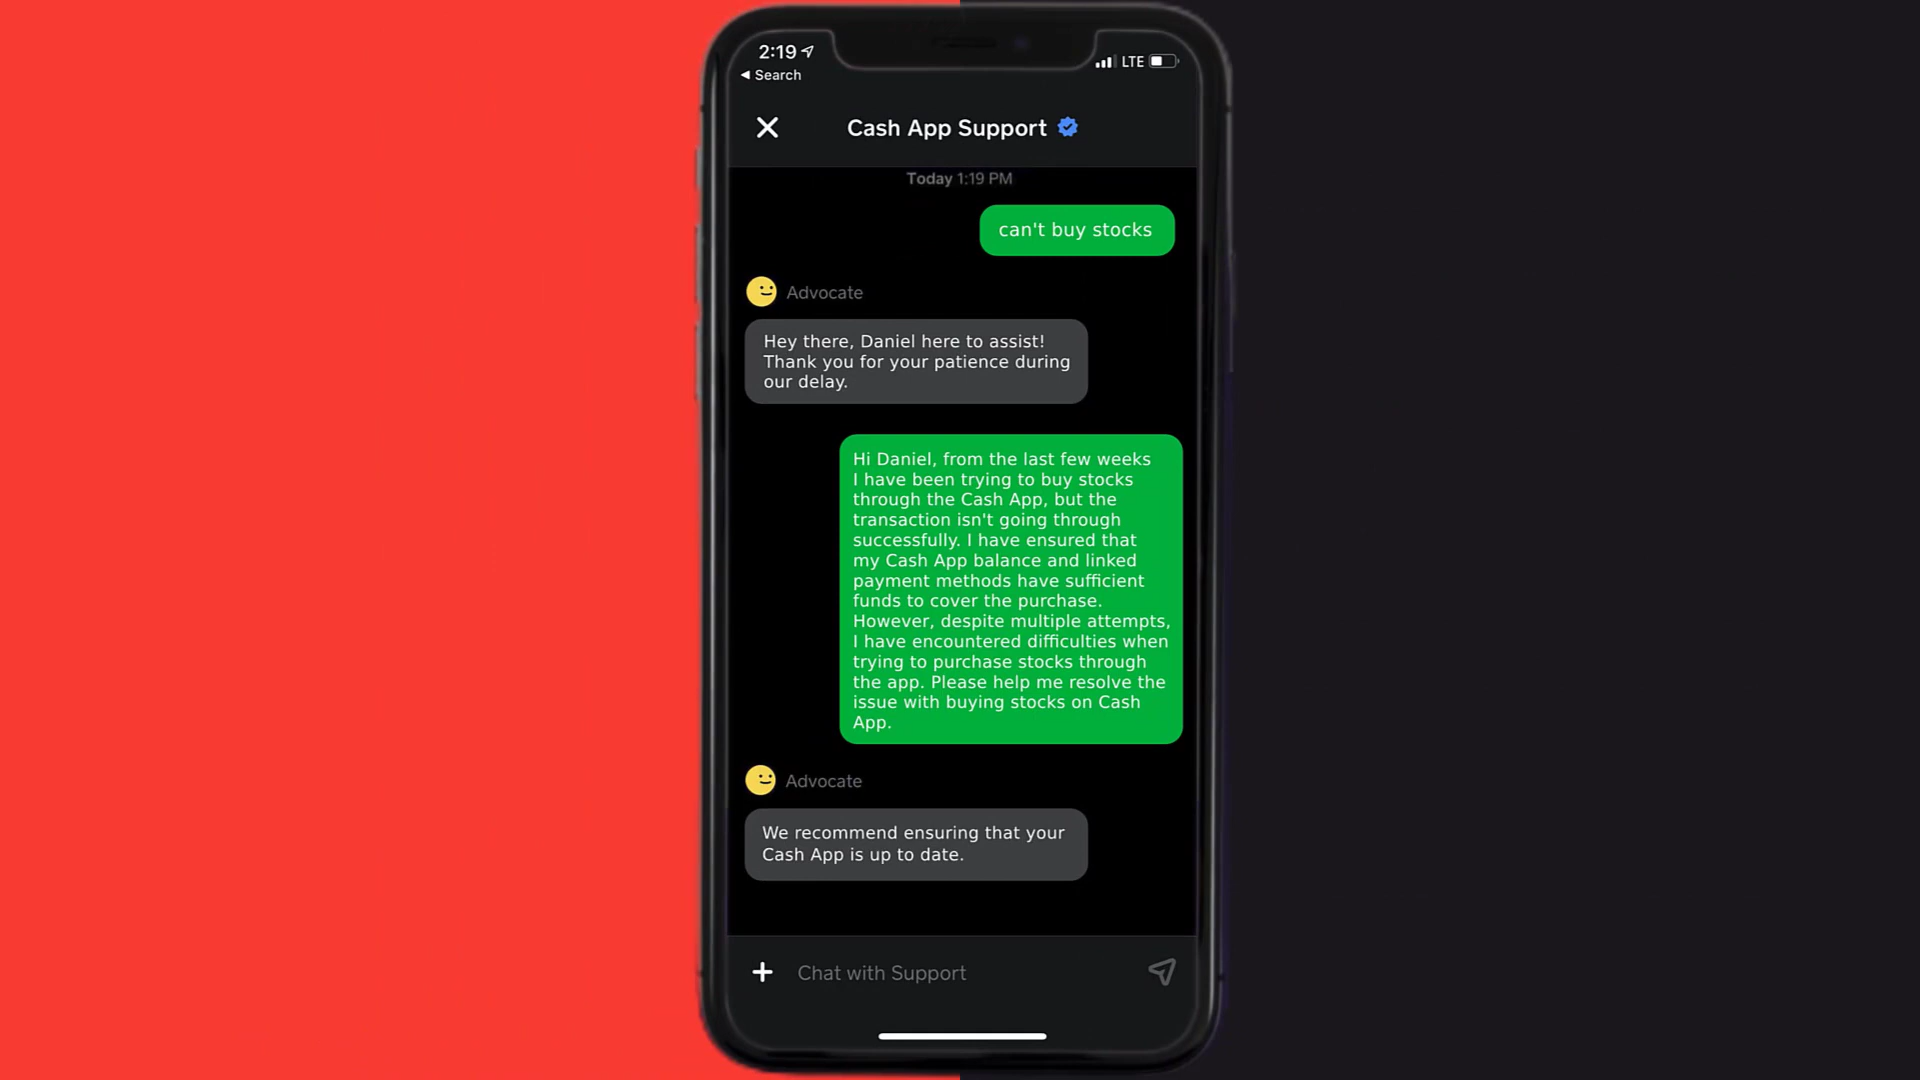 2:19
◀ Search
LTE
Cash App Support
Today 1:19 PM
can't buy stocks
Advocate
Hey there, Daniel here to assist!
Thank you for your patience during
our delay.
Hi Daniel, from the last few weeks
I have been trying to buy stocks
through the Cash App, but the
transaction isn't going through
successfully. I have ensured that
my Cash App balance and linked
payment methods have sufficient
funds to cover the purchase.
However, despite multiple attempts,
I have encountered difficulties when
trying to purchase stocks through
the app. Please help me resolve the
issue with buying stocks on Cash
App.
Advocate
We recommend ensuring that your
Cash App is up to date.
Chat with Support